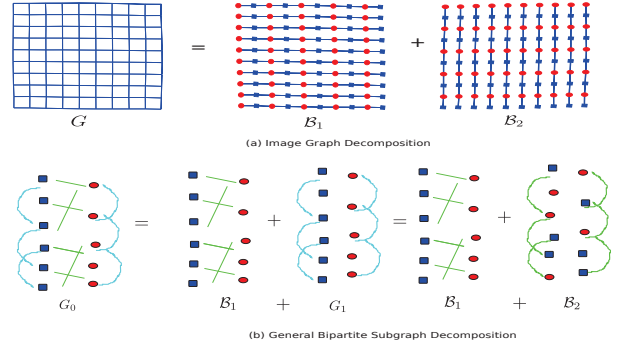 = +
G B₁ B₂
(a) Image Graph Decomposition
= + = +
G₀ B₁ + G₁ B₁ + B₂
(b) General Bipartite Subgraph Decomposition